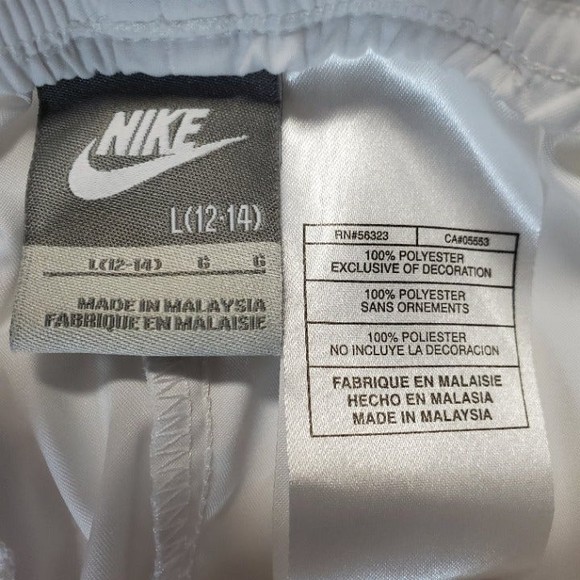 NIKE
L(12-14)
L(12-14) G G
MADE IN MALAYSIA
FABRIQUE EN MALAISIE
RN#56323 CA#05553
100% POLYESTER
EXCLUSIVE OF DECORATION
100% POLYESTER
SANS ORNEMENTS
100% POLIESTER
NO INCLUYE LA DECORACION
FABRIQUE EN MALAISIE
HECHO EN MALASIA
MADE IN MALAYSIA